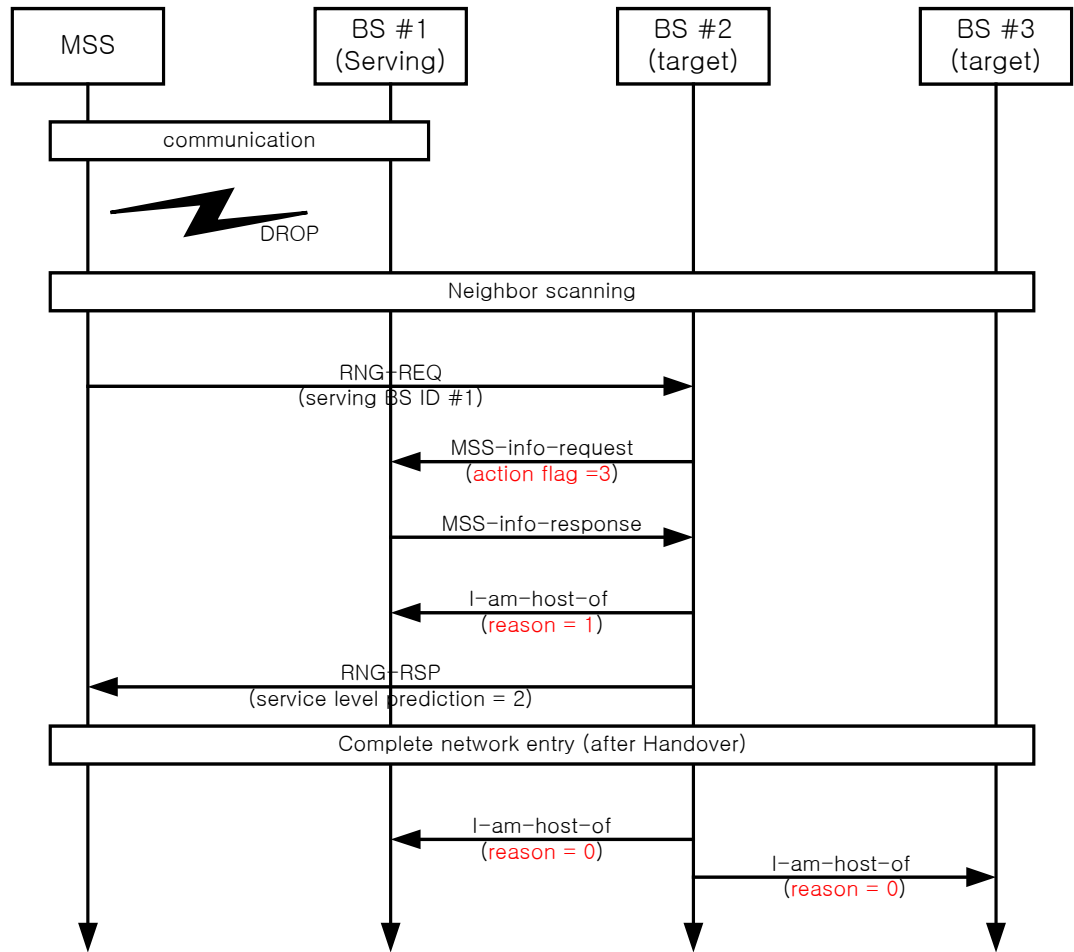 MSS
BS #1
(Serving)
BS #2
(target)
BS #3
(target)
communication
DROP
Neighbor scanning
RNG-REQ
(serving BS ID #1)
MSS-info-request
(action flag =3)
MSS-info-response
I-am-host-of
(reason = 1)
RNG-RSP
(service level prediction = 2)
Complete network entry (after Handover)
I-am-host-of
(reason = 0)
I-am-host-of
(reason = 0)